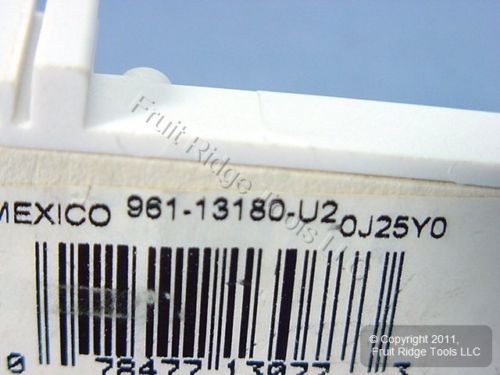 Fruit Ridge Tools LLC
MEXICO 961-13180-U2 0J25Y0
0 78477 13077 3
© Copyright 2011,
Fruit Ridge Tools LLC